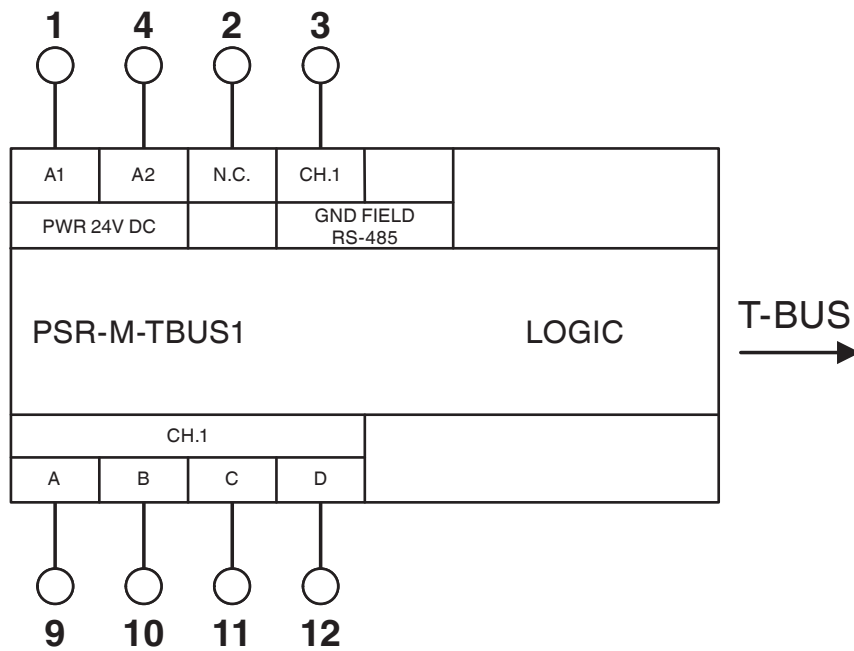 1 4 2 3
A1 A2 N.C. CH.1
PWR 24V DC GND FIELD
RS-485
PSR-M-TBUS1 LOGIC T-BUS
CH.1
A B C D
9 10 11 12